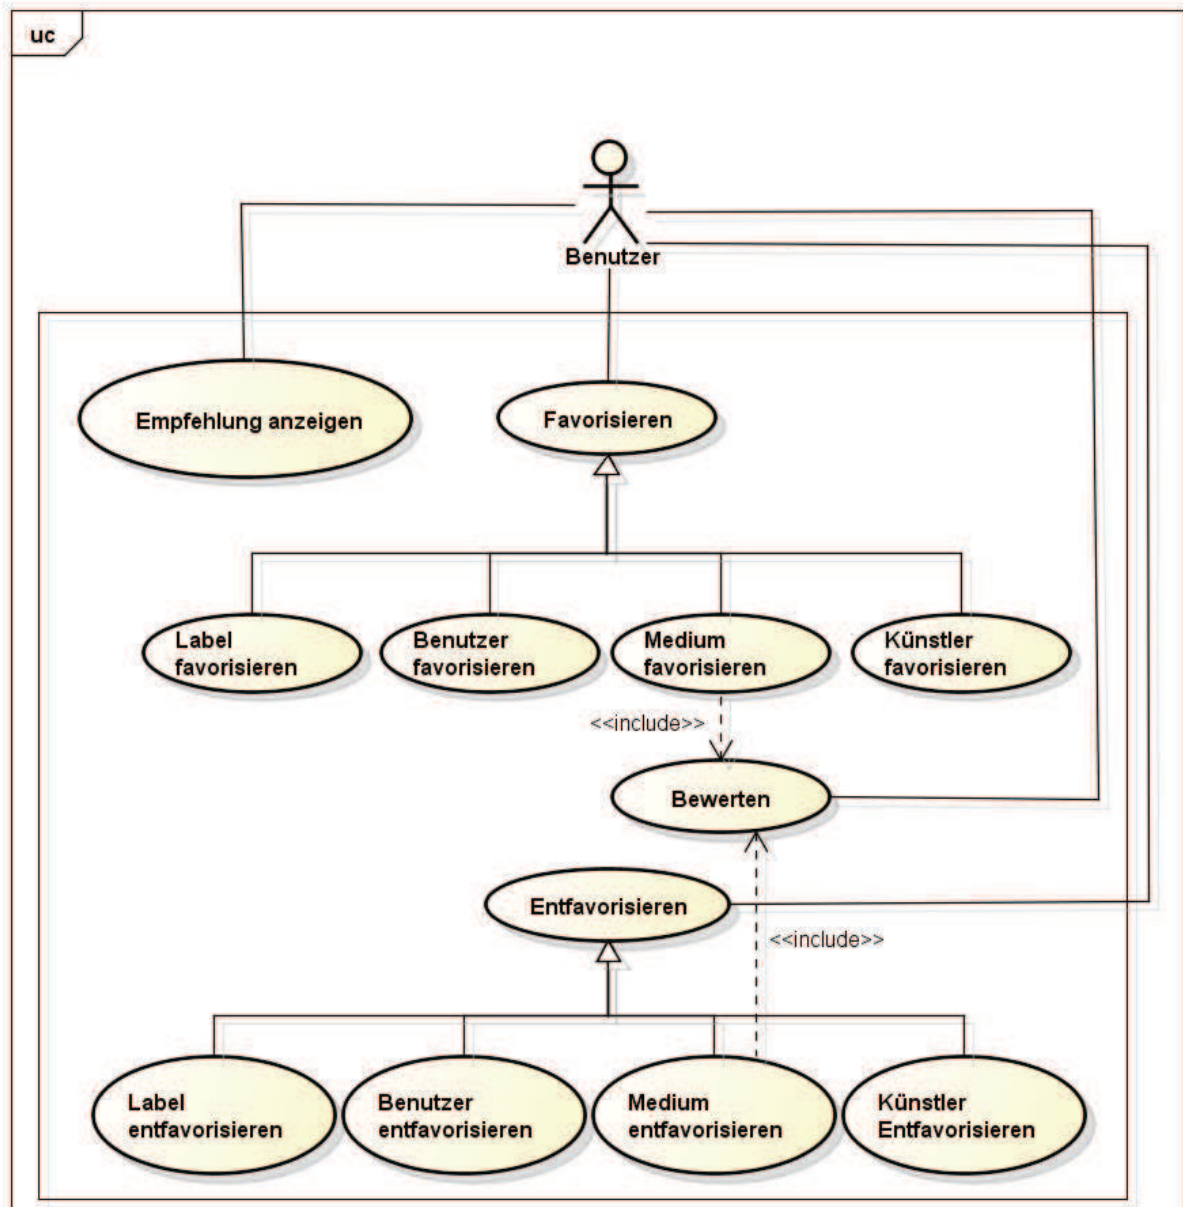 uc
Benutzer
Empfehlung anzeigen
Favorisieren
Label
favorisieren
Benutzer
favorisieren
Medium
favorisieren
Künstler
favorisieren
<<include>>
Bewerten
Entfavorisieren
<<include>>
Label
entfavorisieren
Benutzer
entfavorisieren
Medium
entfavorisieren
Künstler
Entfavorisieren